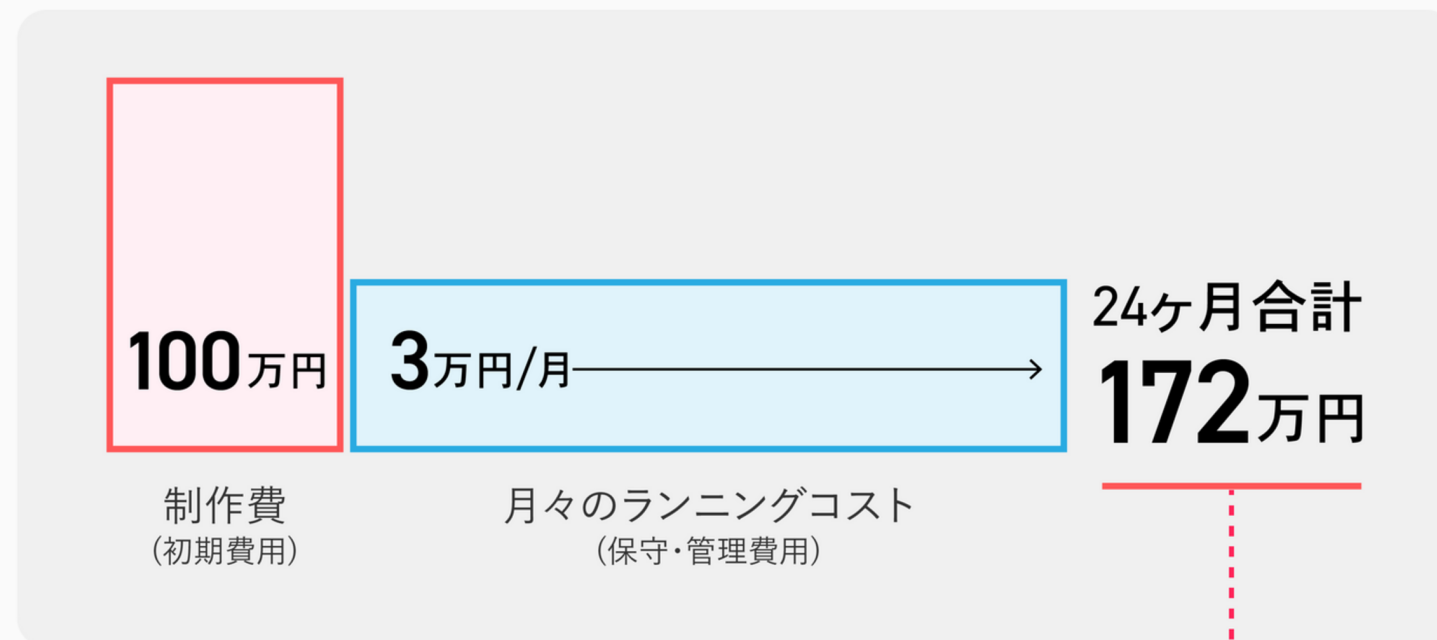 100万円
3万円/月
24ヶ月合計
172万円
制作費
(初期費用)
月々のランニングコスト
(保守・管理費用)